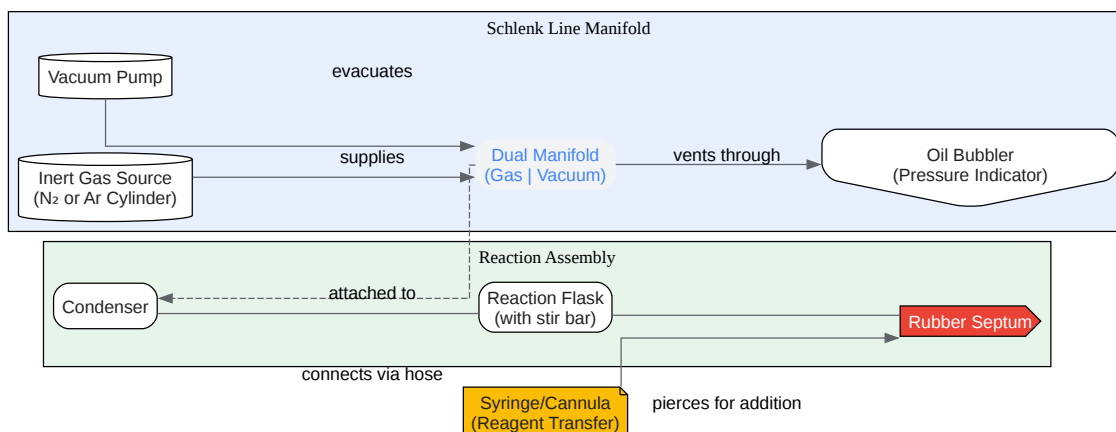 Schlenk Line Manifold
Vacuum Pump
evacuates
Inert Gas Source
(N₂ or Ar Cylinder)
supplies
Dual Manifold
(Gas | Vacuum)
vents through
Oil Bubbler
(Pressure Indicator)
Reaction Assembly
Condenser
attached to
Reaction Flask
(with stir bar)
Rubber Septum
connects via hose
Syringe/Cannula
(Reagent Transfer)
pierces for addition